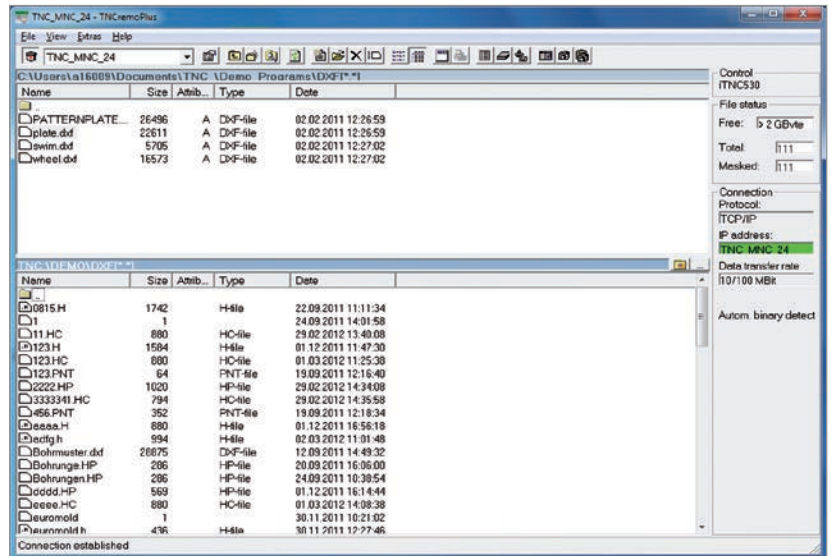 TNC_MNC_24 - TNCremoPlus
File View Extras Help
TNC_MNC_24
C:\Users\a16009\Documents\TNC \Demo Programs\DXF[*.*]
Name Size Attrib... Type Date
..
PATTERNPLATE... 26496 A DXF-file 02.02.2011 12:26:59
plate.dxf 22611 A DXF-file 02.02.2011 12:26:59
swim.dxf 5705 A DXF-file 02.02.2011 12:27:02
wheel.dxf 16573 A DXF-file 02.02.2011 12:27:02
TNC:\DEMO\DXF[*.*]
Name Size Attrib... Type Date
..
0815.H 1742 H-file 22.09.2011 11:11:34
1 1 24.09.2011 14:01:58
11.HC 880 HC-file 29.02.2012 13:40:08
123.H 1584 H-file 01.12.2011 11:47:30
123.HC 880 HC-file 01.03.2012 11:25:38
123.PNT 64 PNT-file 19.09.2011 12:16:40
2222.HP 1020 HP-file 29.02.2012 14:34:08
3333341.HC 794 HC-file 29.02.2012 14:35:58
456.PNT 352 PNT-file 19.09.2011 12:18:34
aaaa.H 880 H-file 01.12.2011 16:56:18
adfg.h 994 H-file 02.03.2012 11:01:48
Bohrmuster.dxf 28875 DXF-file 12.09.2011 14:49:32
Bohrunge.HP 286 HP-file 20.09.2011 16:06:00
Bohrungen.HP 286 HP-file 24.09.2011 10:38:54
dddd.HP 569 HP-file 01.12.2011 16:14:44
eeee.HC 880 HC-file 01.03.2012 14:08:38
euromold 1 30.11.2011 10:21:02
euromold.h 436 H-file 30.11.2011 12:27:46
Connection established
Control
iTNC530
File status
Free: > 2 GByte
Total: 111
Masked: 111
Connection
Protocol:
TCP/IP
IP address:
TNC_MNC_24
Data transfer rate
10/100 MBit
Autom. binary detect